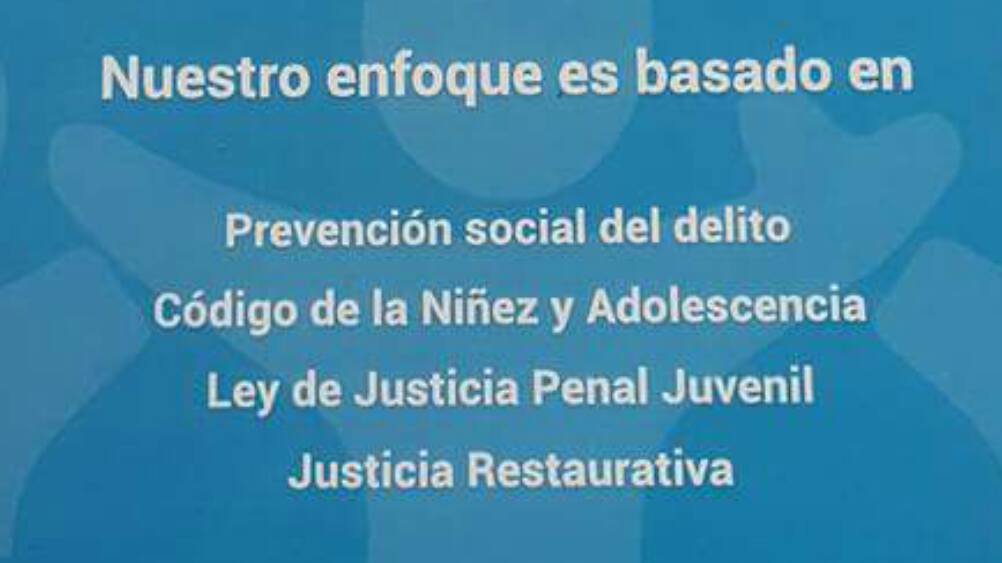 Nuestro enfoque es basado en
Prevención social del delito
Código de la Niñez y Adolescencia
Ley de Justicia Penal Juvenil
Justicia Restaurativa